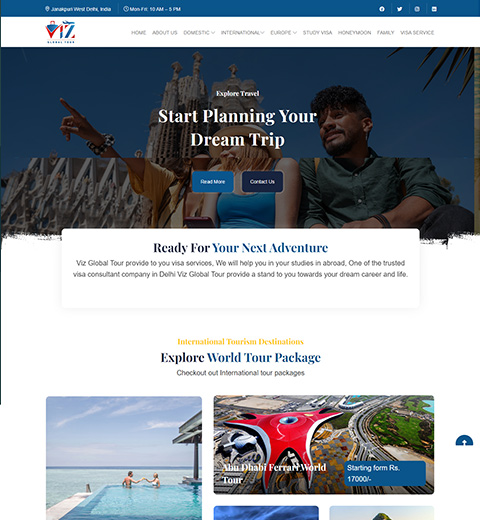 Janakpuri West Delhi, India
Mon-Fri: 10 AM – 5 PM
VIZ
GLOBAL TOUR
HOME ABOUT US DOMESTIC INTERNATIONAL EUROPE STUDY VISA HONEYMOON FAMILY VISA SERVICE
Explore Travel
Start Planning Your
Dream Trip
Read More
Contact Us
Ready For Your Next Adventure
Viz Global Tour provide to you visa services, We will help you in your studies in abroad, One of the trusted
visa consultant company in Delhi Viz Global Tour provide a stand to you towards your dream career and life.
International Tourism Destinations
Explore World Tour Package
Checkout our International tour packages
Abu Dhabi Ferrari World
Tour
Starting form Rs.
17000/-